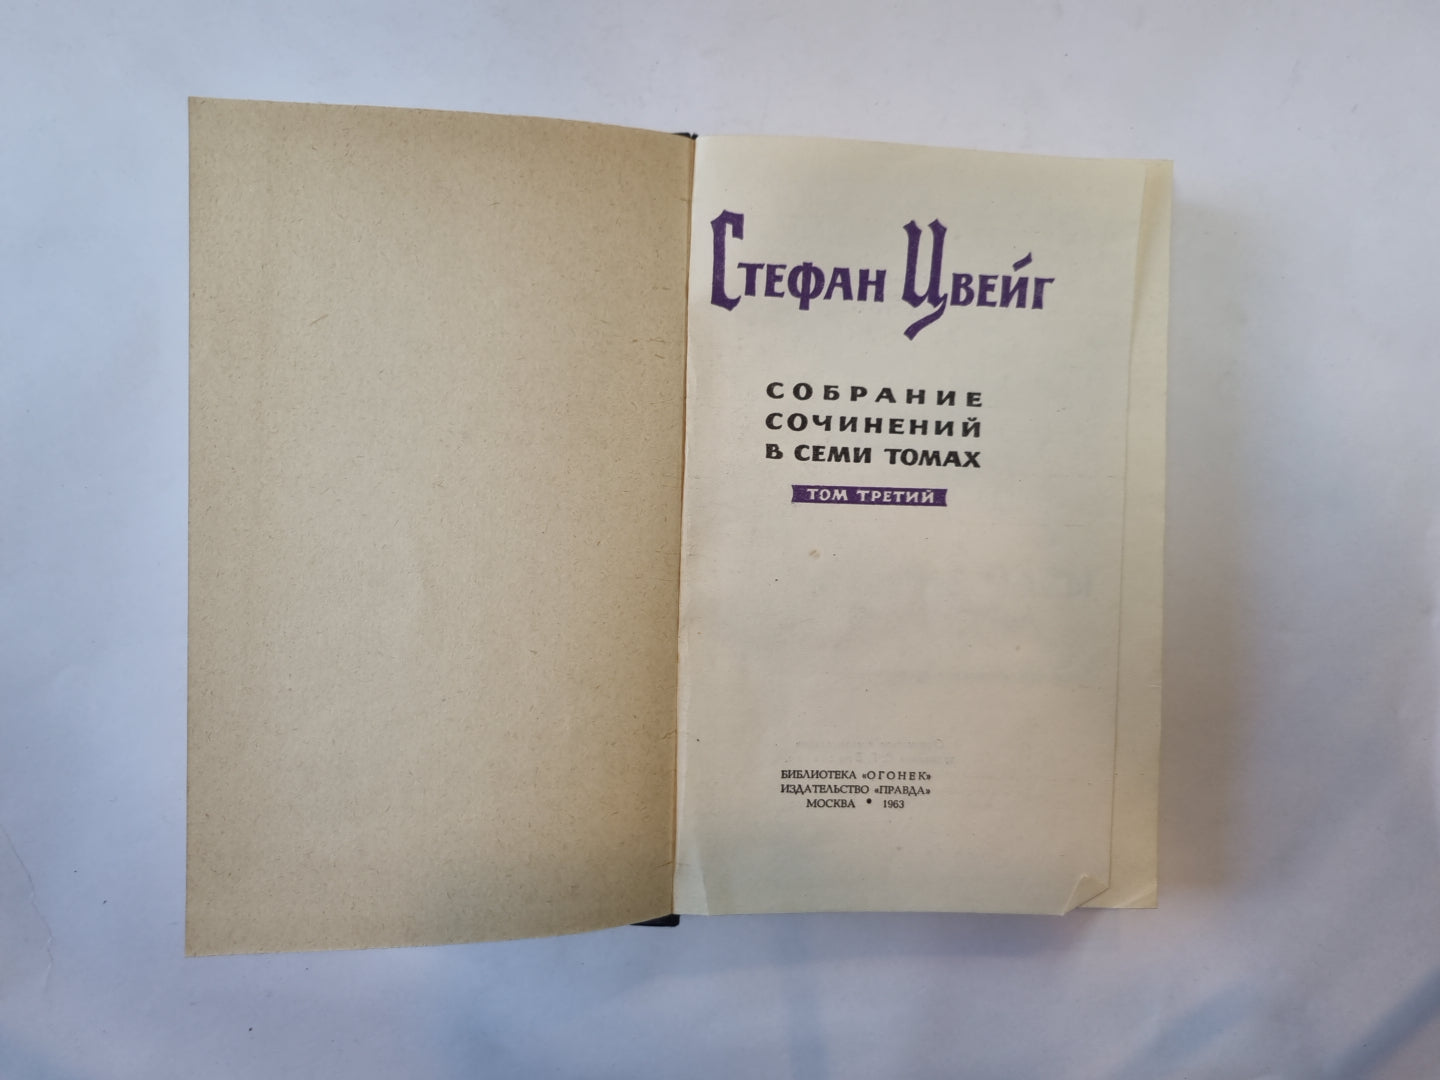 Стефан Цвейг
СОБРАНИЕ
СОЧИНЕНИЙ
В СЕМИ ТОМАХ
ТОМ ТРЕТИЙ
БИБЛИОТЕКА «ОГОНЕК»
ИЗДАТЕЛЬСТВО «ПРАВДА»
МОСКВА • 1963